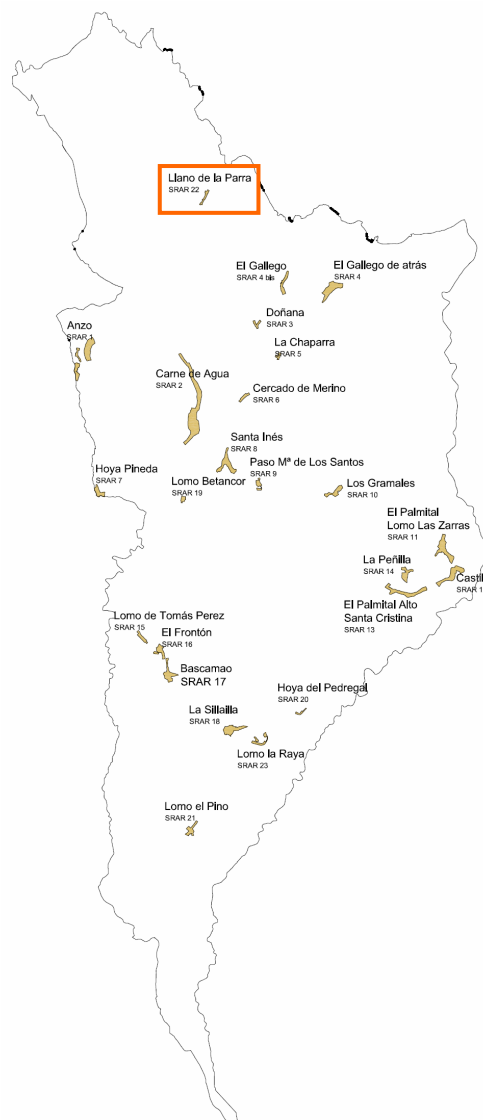 Llano de la Parra
SRAR 22
El Gallego
SRAR 4 bis
El Gallego de atrás
SRAR 4
Doñana
SRAR 3
Anzo
SRAR 1
La Chaparra
SRAR 5
Carne de Agua
SRAR 2
Cercado de Merino
SRAR 6
Santa Inés
SRAR 8
Paso Mª de Los Santos
SRAR 9
Hoya Pineda
SRAR 7
Lomo Betancor
SRAR 19
Los Gramales
SRAR 10
El Palmital
Lomo Las Zarras
SRAR 11
La Peñilla
SRAR 14
Castill
SRAR 1
El Palmital Alto
Santa Cristina
SRAR 13
Lomo de Tomás Perez
SRAR 15
El Frontón
SRAR 16
Bascamao
SRAR 17
Hoya del Pedregal
SRAR 20
La Sillailla
SRAR 18
Lomo la Raya
SRAR 23
Lomo el Pino
SRAR 21